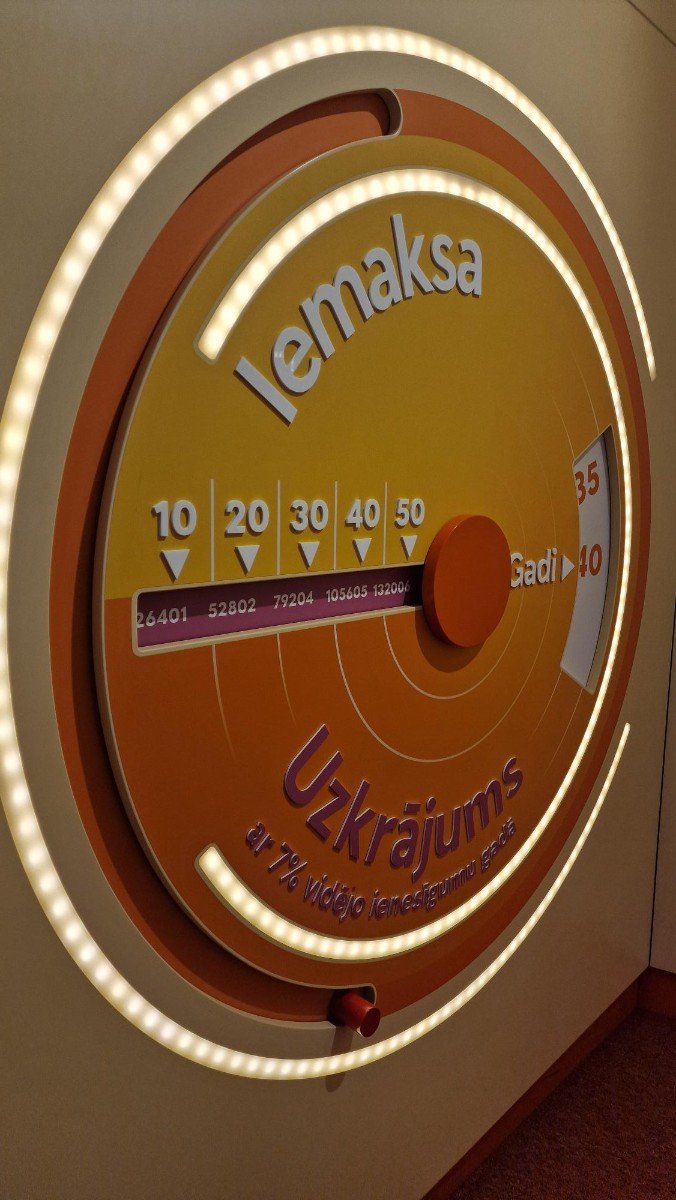 Iemaksa
10 20 30 40 50
26401 52802 79204 105605 132006
35
Gadi 40
Uzkrājums
ar 7% vidējo ienesīgumu gadā